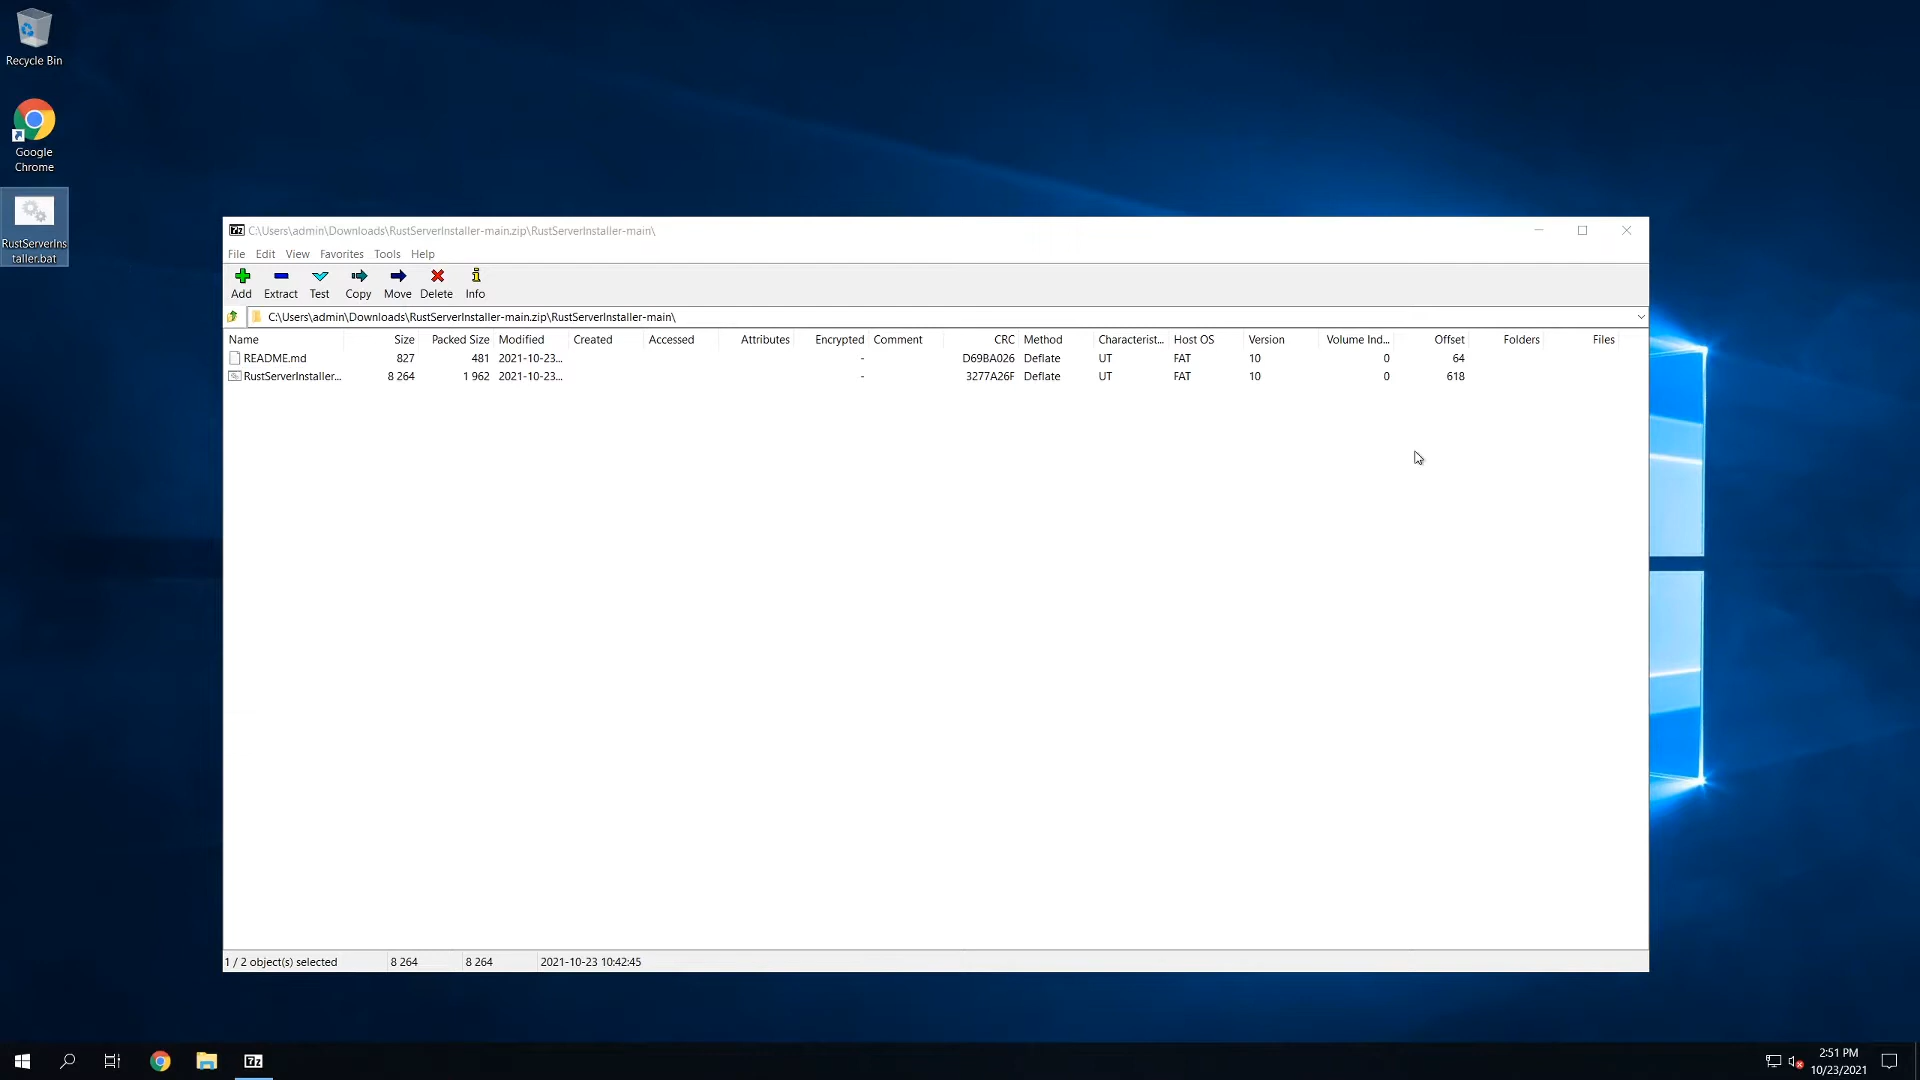 Recycle Bin
Google
Chrome
RustServerIns
taller.bat
7z C:\Users\admin\Downloads\RustServerInstaller-main.zip\RustServerInstaller-main\
File Edit View Favorites Tools Help
Add Extract Test Copy Move Delete Info
C:\Users\admin\Downloads\RustServerInstaller-main.zip\RustServerInstaller-main\
Name Size Packed Size Modified Created Accessed Attributes Encrypted Comment CRC Method Characterist... Host OS Version Volume Ind... Offset Folders Files
README.md 827 481 2021-10-23... - D69BA026 Deflate UT FAT 10 0 64
RustServerInstaller... 8 264 1 962 2021-10-23... - 3277A26F Deflate UT FAT 10 0 618
1 / 2 object(s) selected 8 264 8 264 2021-10-23 10:42:45
7z
2:51 PM
10/23/2021